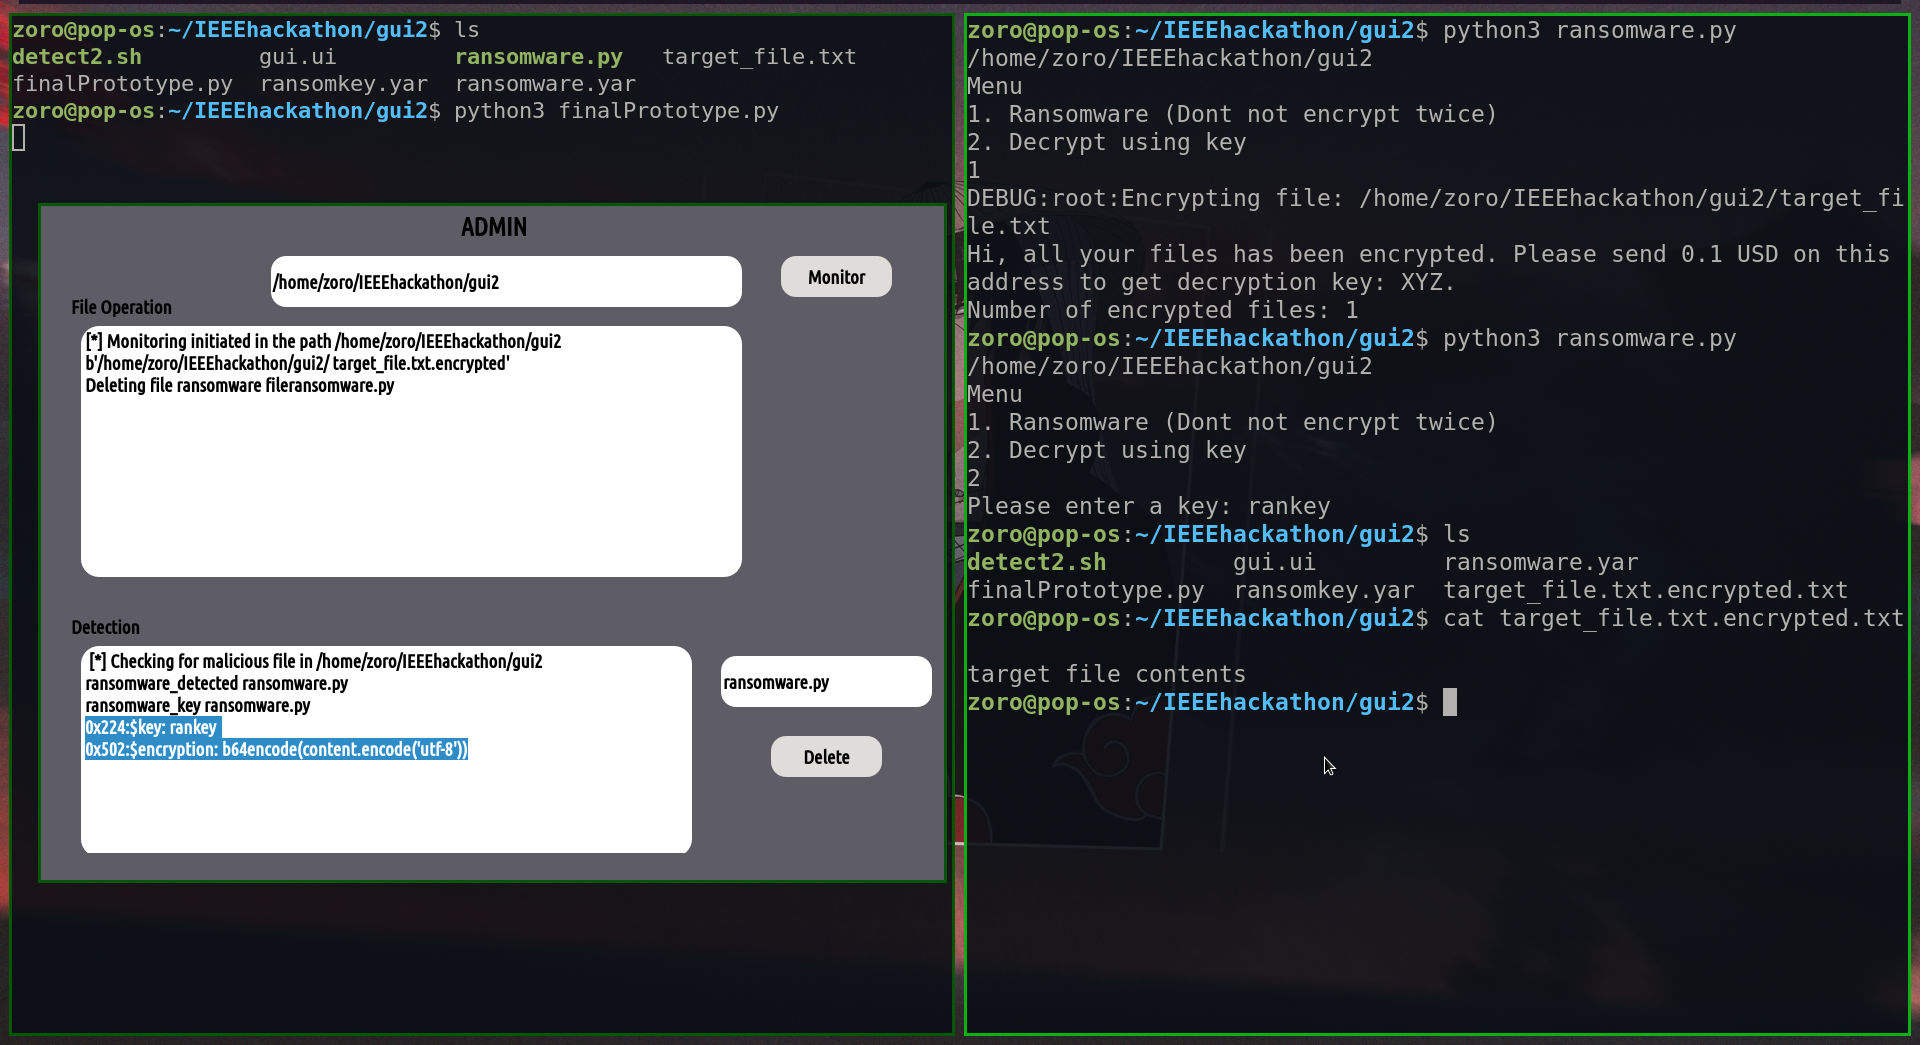 zoro@pop-os:~/IEEEhackathon/gui2$ ls
detect2.sh         gui.ui         ransomware.py   target_file.txt
finalPrototype.py  ransomkey.yar  ransomware.yar
zoro@pop-os:~/IEEEhackathon/gui2$ python3 finalPrototype.py
ADMIN
/home/zoro/IEEEhackathon/gui2
Monitor
File Operation
[*] Monitoring initiated in the path /home/zoro/IEEEhackathon/gui2
b'/home/zoro/IEEEhackathon/gui2/ target_file.txt.encrypted'
Deleting file ransomware fileransomware.py
Detection
[*] Checking for malicious file in /home/zoro/IEEEhackathon/gui2
ransomware_detected ransomware.py
ransomware_key ransomware.py
0x224:$key: rankey
0x502:$encryption: b64encode(content.encode('utf-8'))
ransomware.py
Delete
zoro@pop-os:~/IEEEhackathon/gui2$ python3 ransomware.py
/home/zoro/IEEEhackathon/gui2
Menu
1. Ransomware (Dont not encrypt twice)
2. Decrypt using key
1
DEBUG:root:Encrypting file: /home/zoro/IEEEhackathon/gui2/target_fi
le.txt
Hi, all your files has been encrypted. Please send 0.1 USD on this
address to get decryption key: XYZ.
Number of encrypted files: 1
zoro@pop-os:~/IEEEhackathon/gui2$ python3 ransomware.py
/home/zoro/IEEEhackathon/gui2
Menu
1. Ransomware (Dont not encrypt twice)
2. Decrypt using key
2
Please enter a key: rankey
zoro@pop-os:~/IEEEhackathon/gui2$ ls
detect2.sh         gui.ui         ransomware.yar
finalPrototype.py  ransomkey.yar  target_file.txt.encrypted.txt
zoro@pop-os:~/IEEEhackathon/gui2$ cat target_file.txt.encrypted.txt
target file contents
zoro@pop-os:~/IEEEhackathon/gui2$